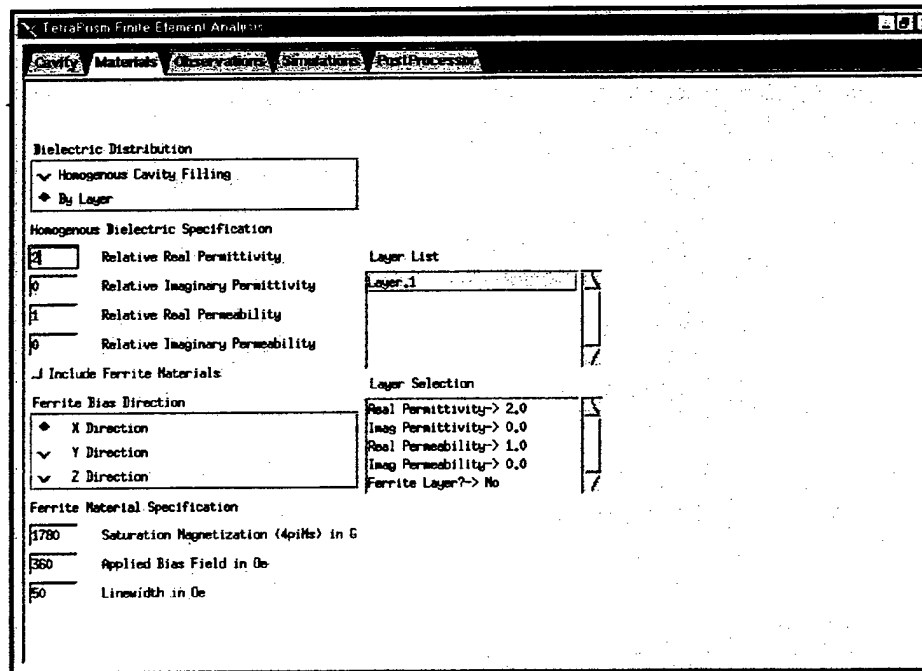 TetraPrism Finite Element Analysis
Cavity Materials Observations Simulations PostProcessor
Dielectric Distribution
Homogenous Cavity Filling
By Layer
Homogenous Dielectric Specification
2 Relative Real Permittivity
0 Relative Imaginary Permittivity
1 Relative Real Permeability
0 Relative Imaginary Permeability
Include Ferrite Materials
Ferrite Bias Direction
X Direction
Y Direction
Z Direction
Layer List
Layer.1
Layer Selection
Real Permittivity-> 2.0
Imag Permittivity-> 0.0
Real Permeability-> 1.0
Imag Permeability-> 0.0
Ferrite Layer?-> No
Ferrite Material Specification
1780 Saturation Magnetization (4piMs) in G
360 Applied Bias Field in Oe
50 Linewidth in Oe